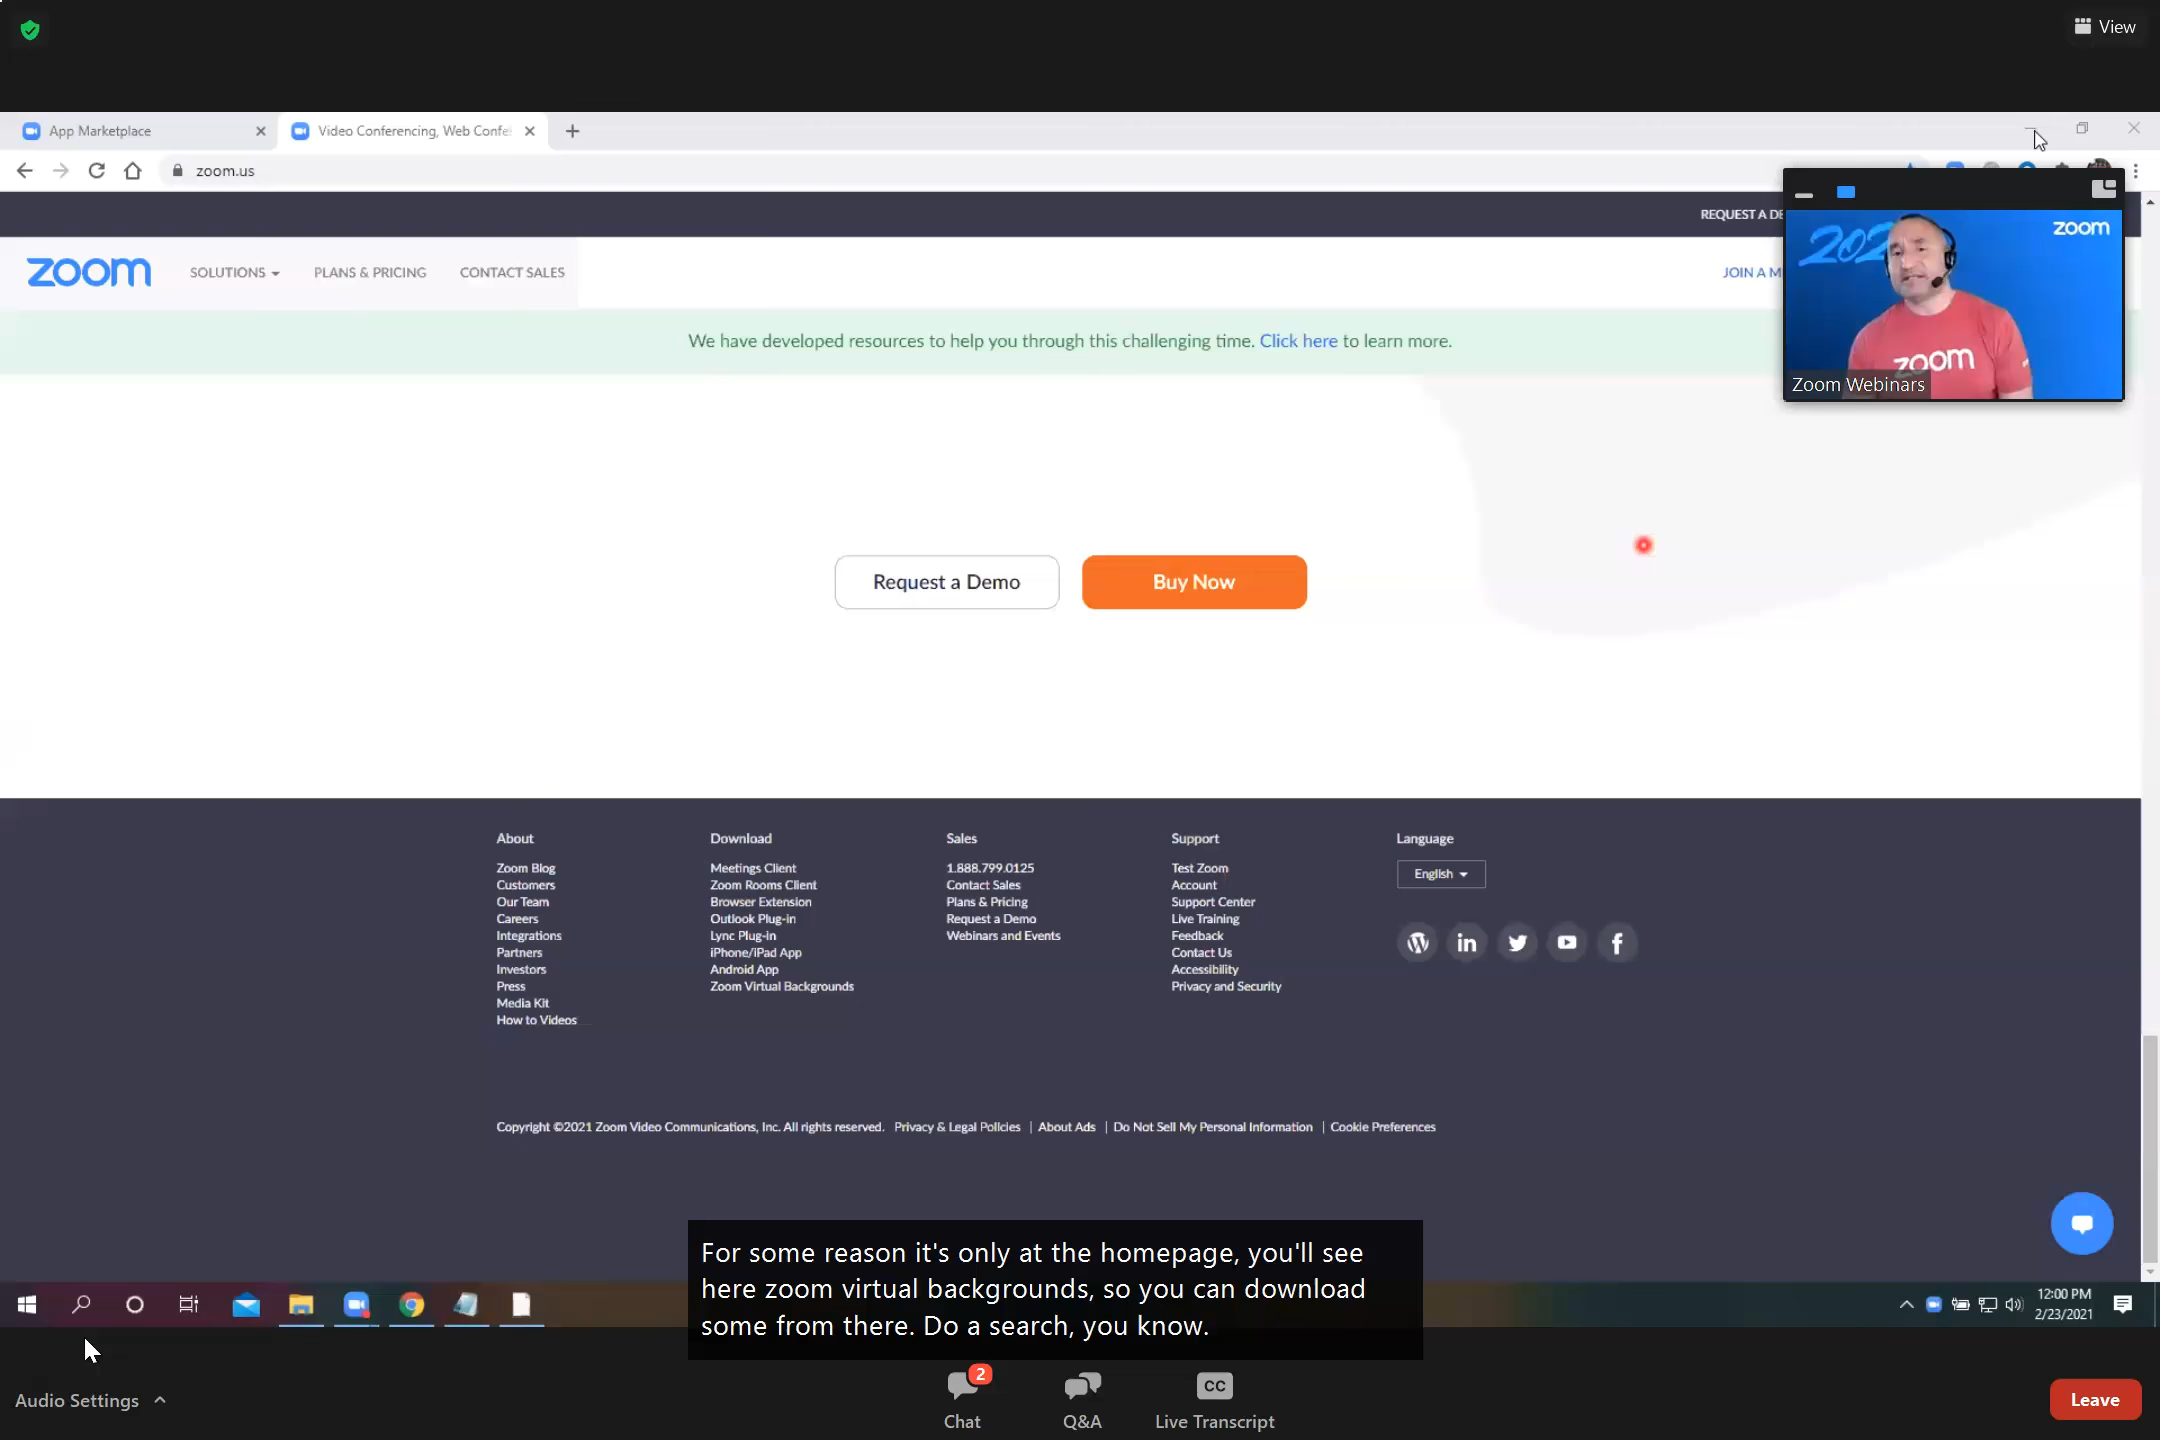 View
App Marketplace
Video Conferencing, Web Confe
zoom.us
REQUEST A DE
zoom
SOLUTIONS
PLANS & PRICING
CONTACT SALES
JOIN A M
202
zoom
zoom
Zoom Webinars
We have developed resources to help you through this challenging time. Click here to learn more.
Request a Demo
Buy Now
About
Zoom Blog
Customers
Our Team
Careers
Integrations
Partners
Investors
Press
Media Kit
How to Videos
Download
Meetings Client
Zoom Rooms Client
Browser Extension
Outlook Plug-in
Lync Plug-in
iPhone/iPad App
Android App
Zoom Virtual Backgrounds
Sales
1.888.799.0125
Contact Sales
Plans & Pricing
Request a Demo
Webinars and Events
Support
Test Zoom
Account
Support Center
Live Training
Feedback
Contact Us
Accessibility
Privacy and Security
Language
English
in
f
Copyright ©2021 Zoom Video Communications, Inc. All rights reserved. Privacy & Legal Policies | About Ads | Do Not Sell My Personal Information | Cookie Preferences
For some reason it's only at the homepage, you'll see
here zoom virtual backgrounds, so you can download
some from there. Do a search, you know.
12:00 PM
2/23/2021
Audio Settings
2
Chat
Q&A
CC
Live Transcript
Leave